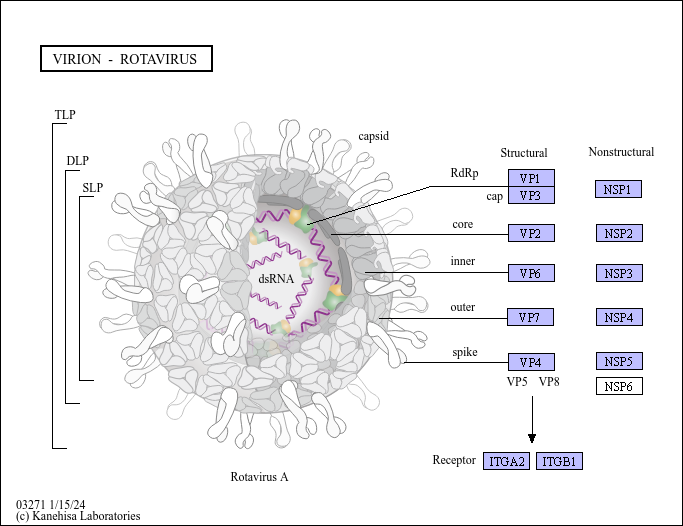 VIRION - ROTAVIRUS
TLP
DLP
SLP
capsid
dsRNA
Rotavirus A
Structural
Nonstructural
RdRp
VP1
cap
VP3
NSP1
core
VP2
NSP2
inner
VP6
NSP3
outer
VP7
NSP4
spike
VP4
NSP5
VP5 VP8
NSP6
Receptor
ITGA2
ITGB1
03271 1/15/24
(c) Kanehisa Laboratories